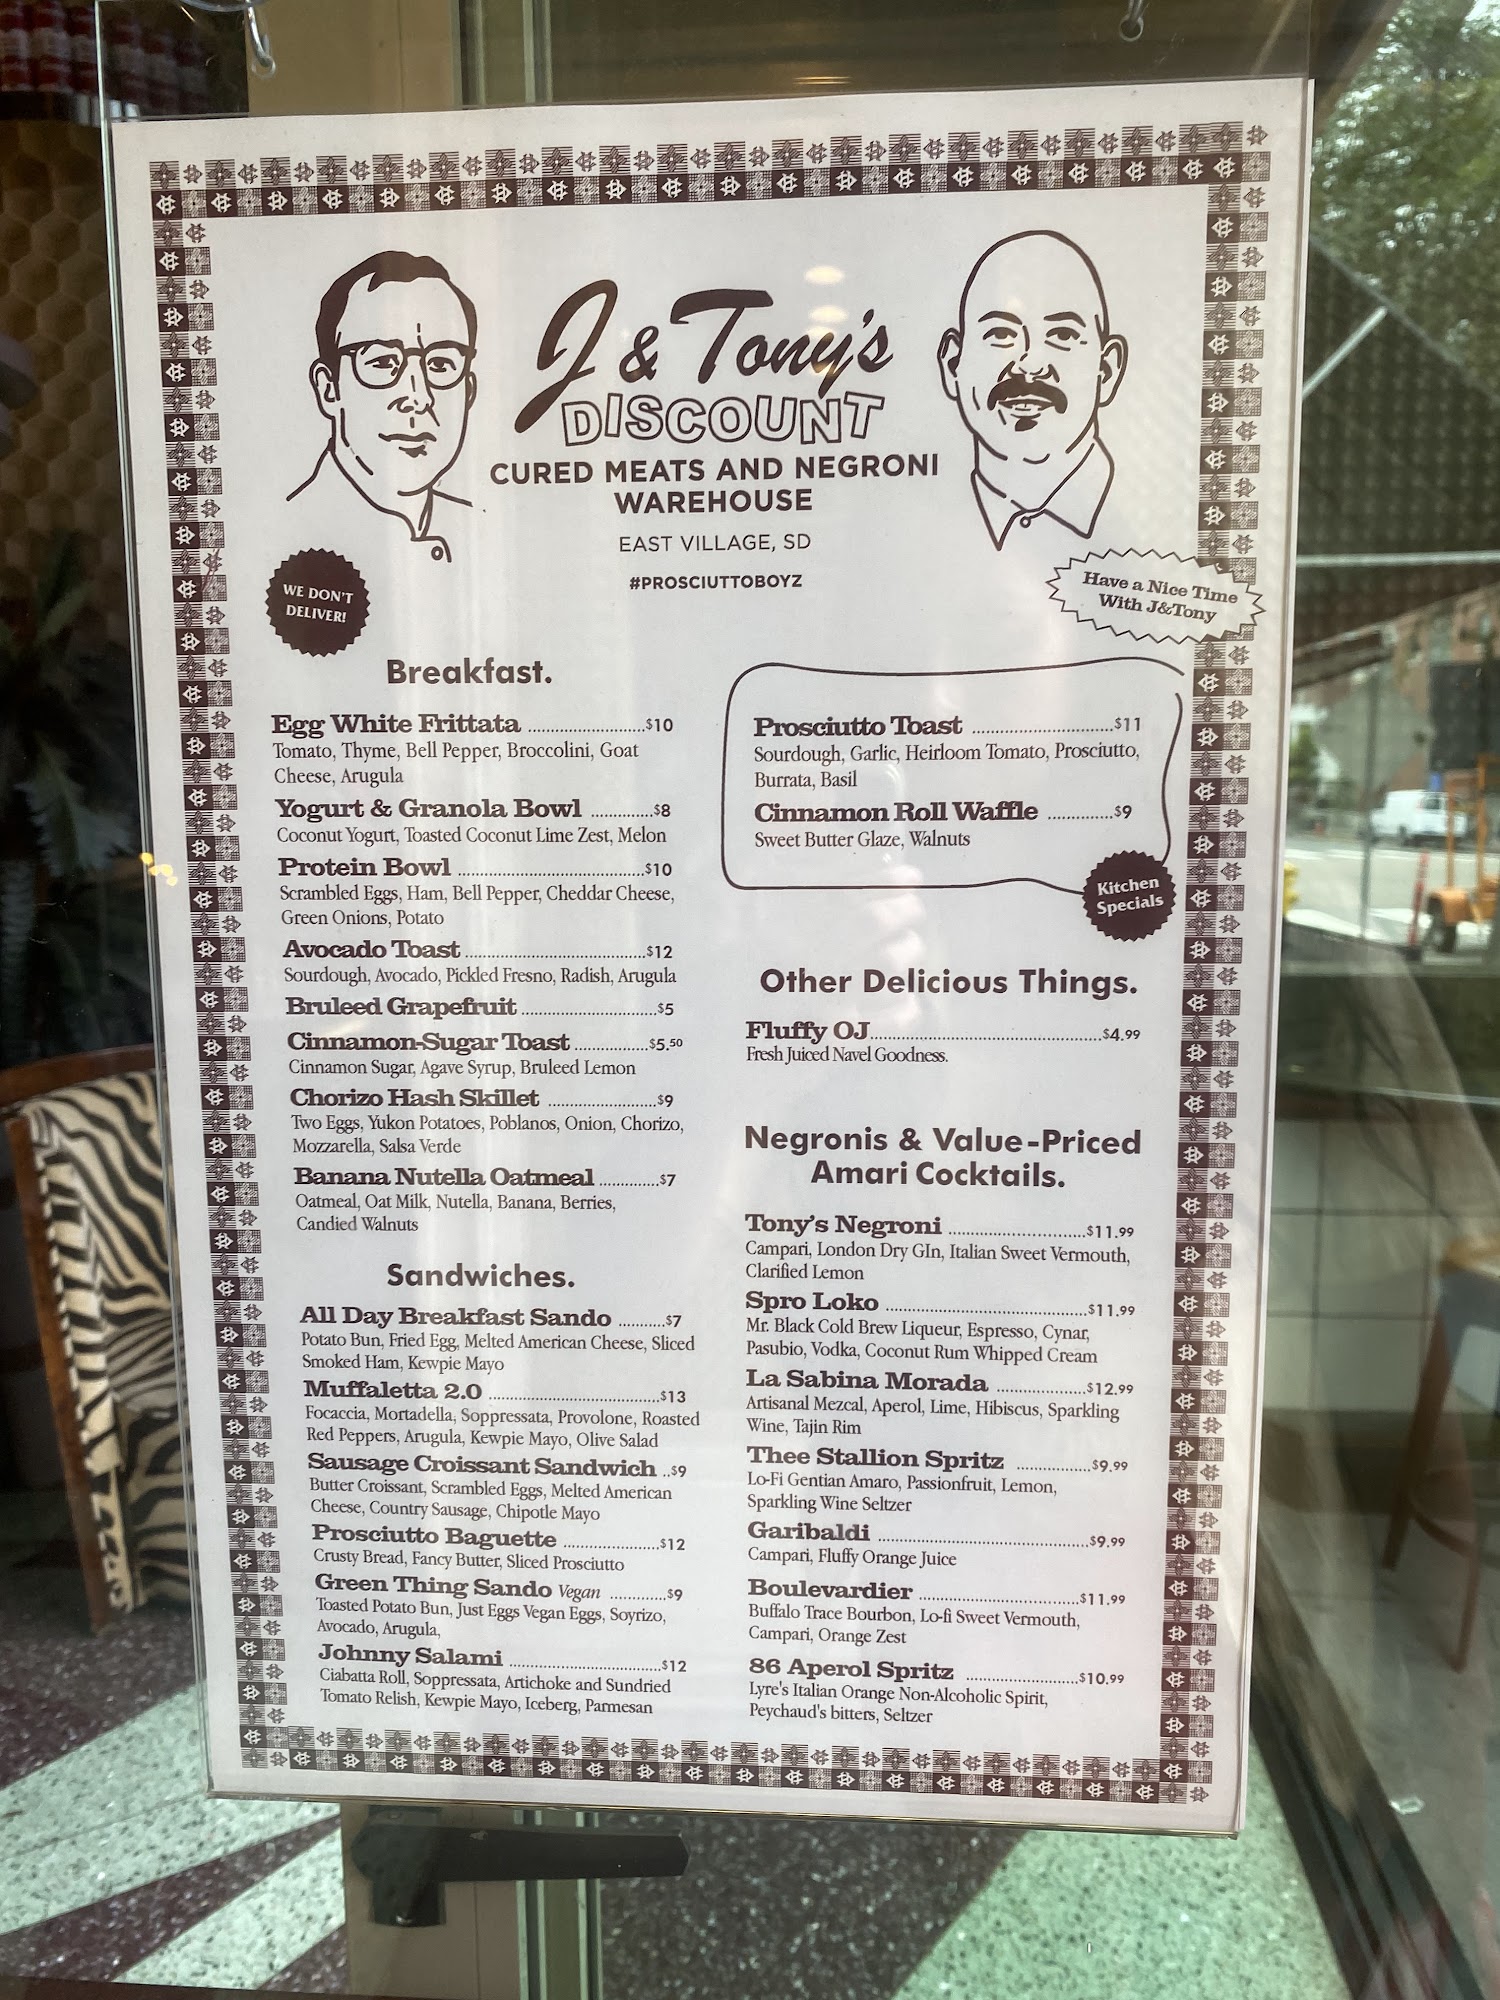 J & Tony's
DISCOUNT
CURED MEATS AND NEGRONI
WAREHOUSE
EAST VILLAGE, SD
#PROSCIUTTOBOYZ
WE DON'T
DELIVER!
Have a Nice Time
With J&Tony
Breakfast.
Egg White Frittata ........................$10
Tomato, Thyme, Bell Pepper, Broccolini, Goat
Cheese, Arugula
Yogurt & Granola Bowl .............$8
Coconut Yogurt, Toasted Coconut Lime Zest, Melon
Protein Bowl ......................................$10
Scrambled Eggs, Ham, Bell Pepper, Cheddar Cheese,
Green Onions, Potato
Avocado Toast .....................................$12
Sourdough, Avocado, Pickled Fresno, Radish, Arugula
Bruleed Grapefruit ............................$5
Cinnamon-Sugar Toast ...............$5.50
Cinnamon Sugar, Agave Syrup, Bruleed Lemon
Chorizo Hash Skillet ......................$9
Two Eggs, Yukon Potatoes, Poblanos, Onion, Chorizo,
Mozzarella, Salsa Verde
Banana Nutella Oatmeal ............$7
Oatmeal, Oat Milk, Nutella, Banana, Berries,
Candied Walnuts
Sandwiches.
All Day Breakfast Sando ..........$7
Potato Bun, Fried Egg, Melted American Cheese, Sliced
Smoked Ham, Kewpie Mayo
Muffaletta 2.0 ...................................$13
Focaccia, Mortadella, Soppressata, Provolone, Roasted
Red Peppers, Arugula, Kewpie Mayo, Olive Salad
Sausage Croissant Sandwich ..$9
Butter Croissant, Scrambled Eggs, Melted American
Cheese, Country Sausage, Chipotle Mayo
Prosciutto Baguette ....................$12
Crusty Bread, Fancy Butter, Sliced Prosciutto
Green Thing Sando Vegan ............$9
Toasted Potato Bun, Just Eggs Vegan Eggs, Soyrizo,
Avocado, Arugula,
Johnny Salami ...............................$12
Ciabatta Roll, Soppressata, Artichoke and Sundried
Tomato Relish, Kewpie Mayo, Iceberg, Parmesan
Prosciutto Toast .............................$11
Sourdough, Garlic, Heirloom Tomato, Prosciutto,
Burrata, Basil
Cinnamon Roll Waffle .............$9
Sweet Butter Glaze, Walnuts
Kitchen
Specials
Other Delicious Things.
Fluffy OJ................................................$4.99
Fresh Juiced Navel Goodness.
Negronis & Value-Priced
Amari Cocktails.
Tony's Negroni ............................$11.99
Campari, London Dry GIn, Italian Sweet Vermouth,
Clarified Lemon
Spro Loko .........................................$11.99
Mr. Black Cold Brew Liqueur, Espresso, Cynar,
Pasubio, Vodka, Coconut Rum Whipped Cream
La Sabina Morada ..................$12.99
Artisanal Mezcal, Aperol, Lime, Hibiscus, Sparkling
Wine, Tajin Rim
Thee Stallion Spritz ...............$9.99
Lo-Fi Gentian Amaro, Passionfruit, Lemon,
Sparkling Wine Seltzer
Garibaldi ...........................................$9.99
Campari, Fluffy Orange Juice
Boulevardier .................................$11.99
Buffalo Trace Bourbon, Lo-fi Sweet Vermouth,
Campari, Orange Zest
86 Aperol Spritz .......................$10.99
Lyre's Italian Orange Non-Alcoholic Spirit,
Peychaud's bitters, Seltzer